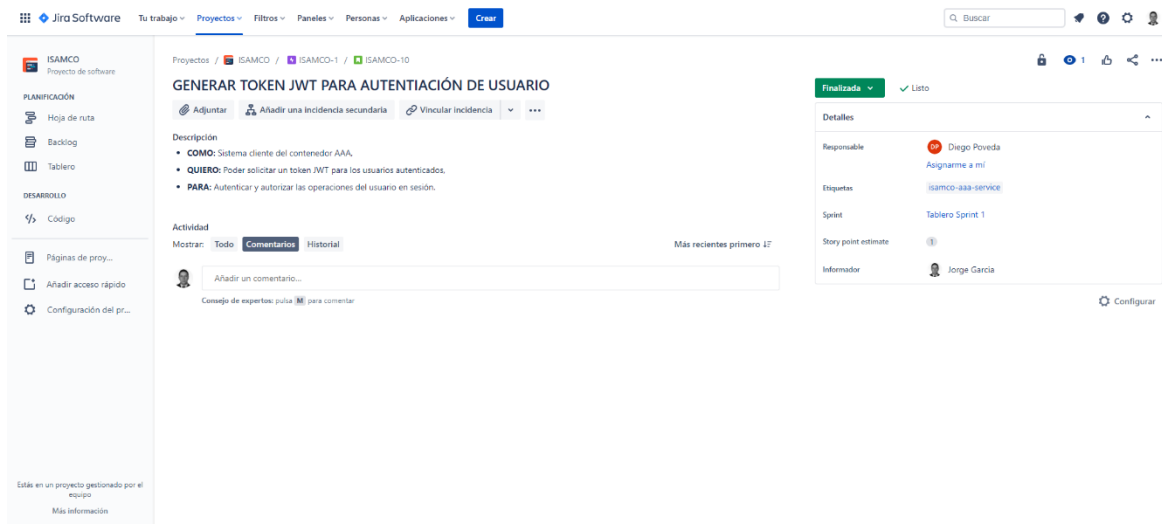 Jira Software Tu trabajo Proyectos Filtros Paneles Personas Aplicaciones Crear Buscar
ISAMCO
Proyecto de software
PLANIFICACIÓN
Hoja de ruta
Backlog
Tablero
DESARROLLO
Código
Páginas de proy...
Añadir acceso rápido
Configuración del pr...
Estás en un proyecto gestionado por el
equipo
Más información
Proyectos / ISAMCO / ISAMCO-1 / ISAMCO-10
1
GENERAR TOKEN JWT PARA AUTENTIACIÓN DE USUARIO
Adjuntar Añadir una incidencia secundaria Vincular incidencia
Descripción
• COMO: Sistema cliente del contenedor AAA,
• QUIERO: Poder solicitar un token JWT para los usuarios autenticados,
• PARA: Autenticar y autorizar las operaciones del usuario en sesión.
Actividad
Mostrar: Todo Comentarios Historial Más recientes primero
Añadir un comentario...
Consejo de expertos: pulsa M para comentar
Finalizada Listo
Detalles
Responsable DP Diego Poveda
Asignarme a mí
Etiquetas isamco-aaa-service
Sprint Tablero Sprint 1
Story point estimate 1
Informador Jorge Garcia
Configurar